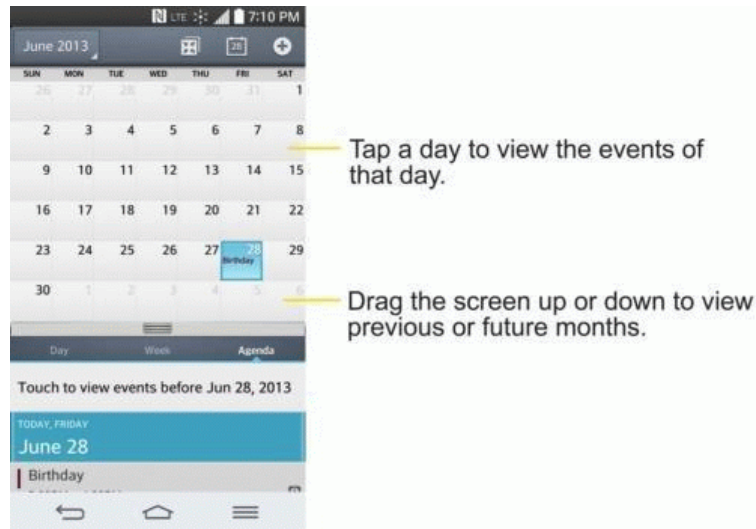 LTE 7:10 PM
June 2013 28
SUN MON TUE WED THU FRI SAT
26 27 28 29 30 31 1
2 3 4 5 6 7 8
9 10 11 12 13 14 15
16 17 18 19 20 21 22
23 24 25 26 27 28 29
Birthday
30 1 2 3 4 5 6
Day Week Agenda
Touch to view events before Jun 28, 2013
TODAY, FRIDAY
June 28
Birthday
Tap a day to view the events of
that day.
Drag the screen up or down to view
previous or future months.